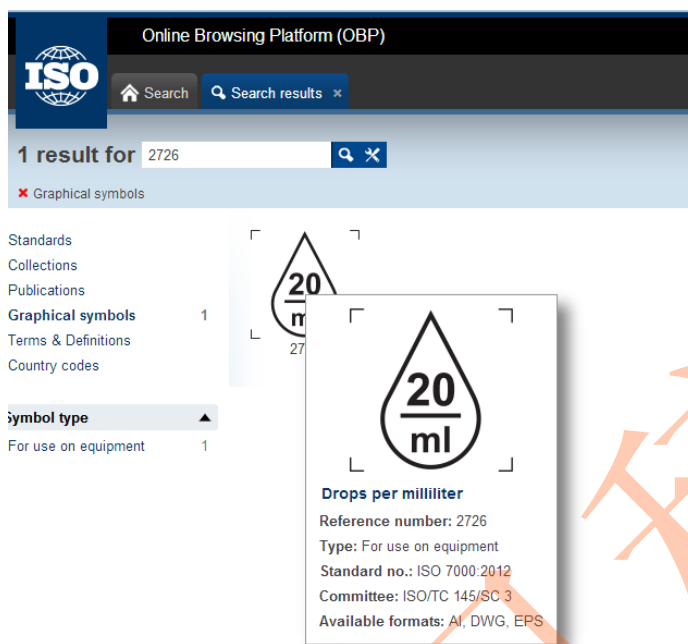 Online Browsing Platform (OBP)
ISO
Search
Search results ×
1 result for 2726
Graphical symbols
Standards
Collections
Publications
Graphical symbols 1
Terms & Definitions
Country codes
Symbol type
For use on equipment 1
20
27
20
ml
Drops per milliliter
Reference number: 2726
Type: For use on equipment
Standard no.: ISO 7000:2012
Committee: ISO/TC 145/SC 3
Available formats: AI, DWG, EPS